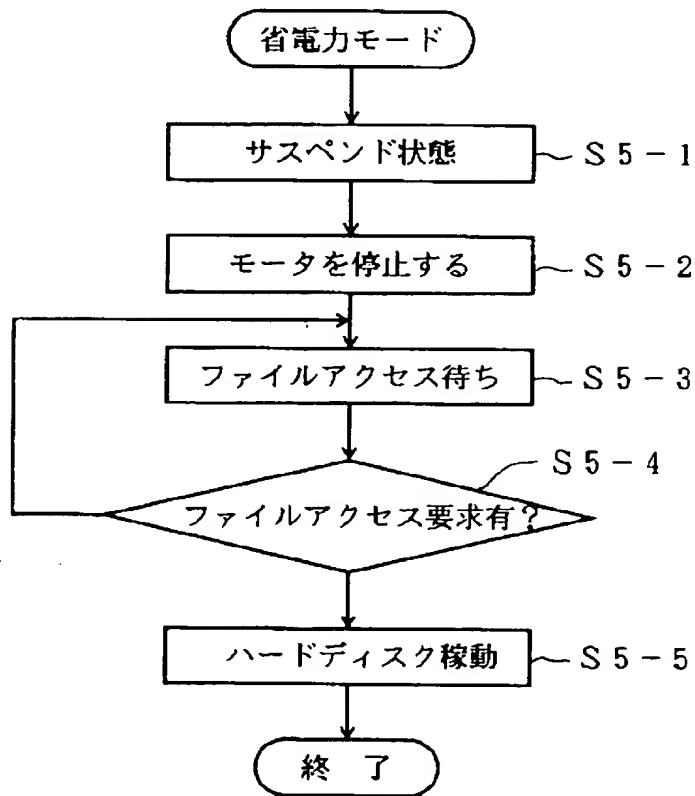 省電力モード
サスペンド状態 S5-1
モータを停止する S5-2
ファイルアクセス待ち S5-3
S5-4
ファイルアクセス要求有?
ハードディスク稼動 S5-5
終 了